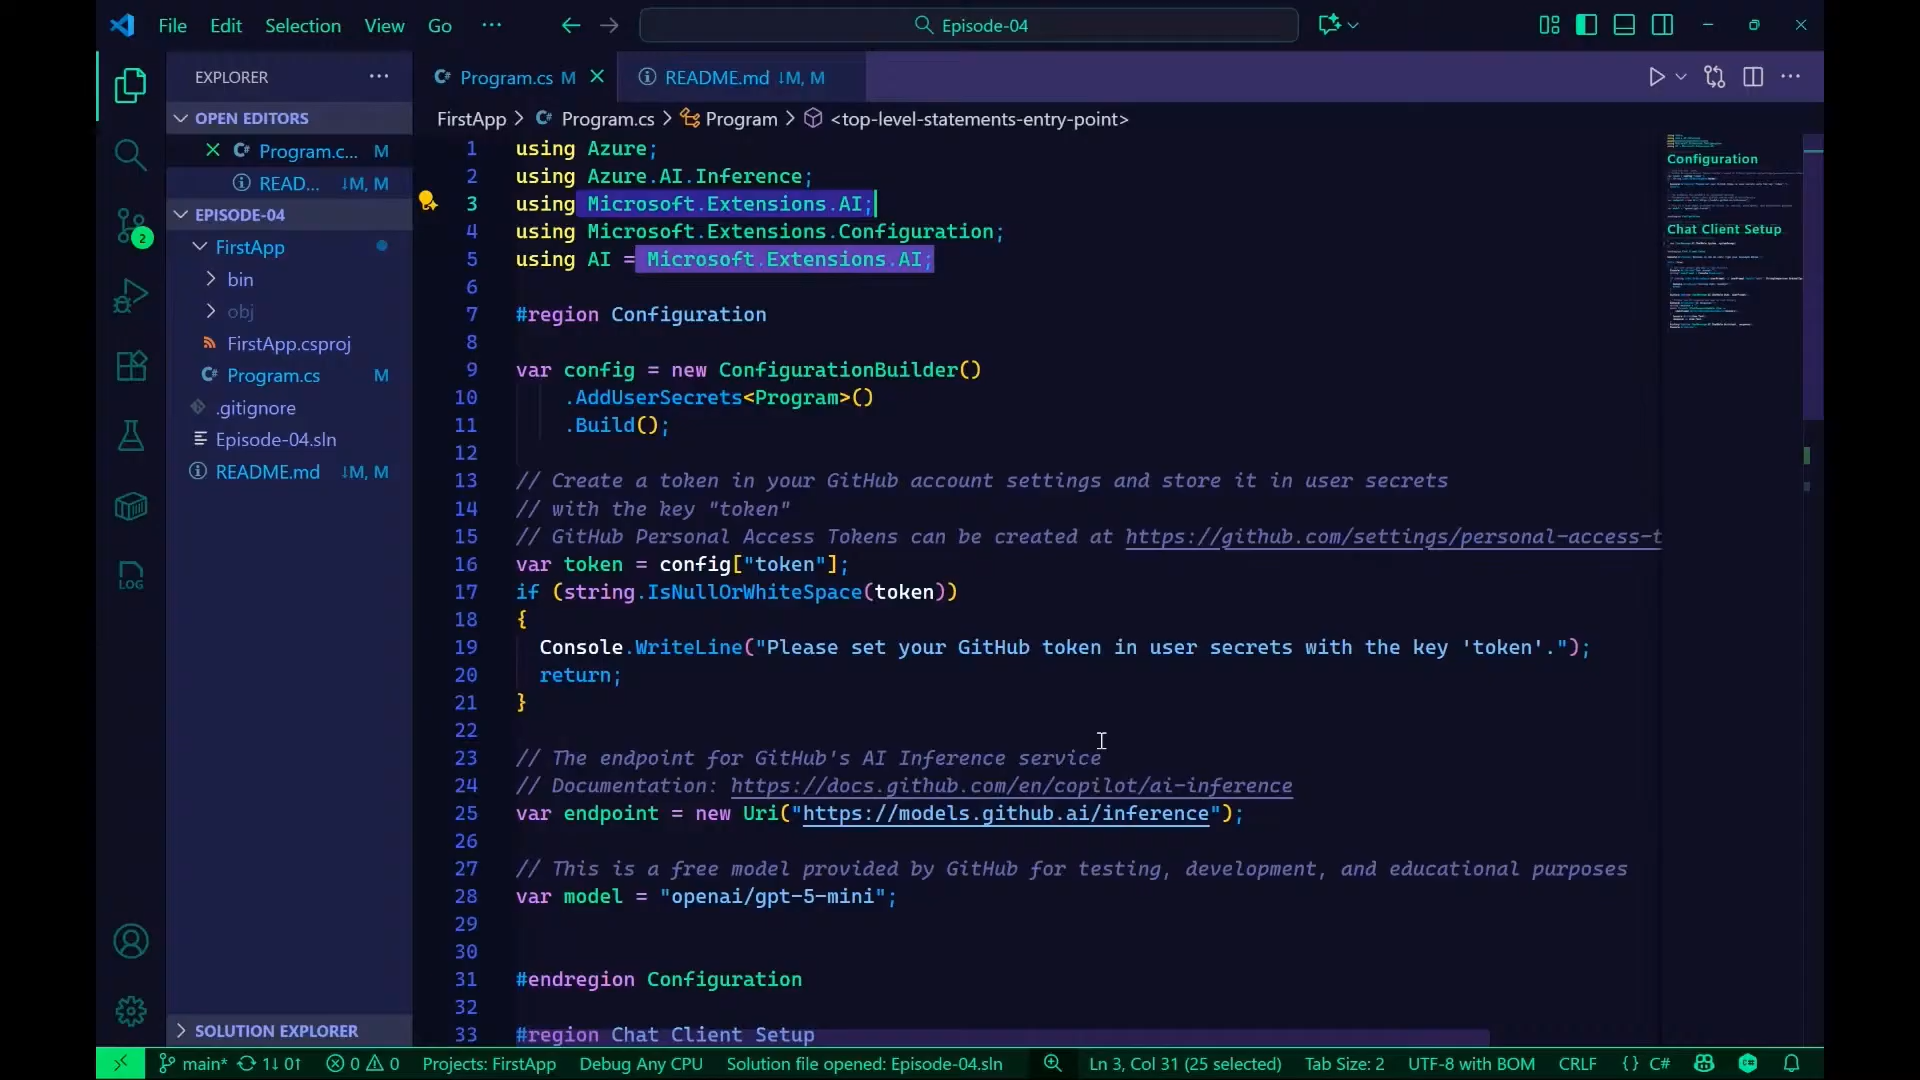 File Edit Selection View Go ··· Episode-04
EXPLORER ···
OPEN EDITORS
Program.c... M
READ... ↓M, M
EPISODE-04
FirstApp
bin
obj
FirstApp.csproj
Program.cs M
.gitignore
Episode-04.sln
README.md ↓M, M
LOG
2
SOLUTION EXPLORER
Program.cs M README.md ↓M, M
FirstApp > Program.cs > Program > <top-level-statements-entry-point>
1 using Azure;
2 using Azure.AI.Inference;
3 using Microsoft.Extensions.AI;
4 using Microsoft.Extensions.Configuration;
5 using AI = Microsoft.Extensions.AI;
6
7 #region Configuration
8
9 var config = new ConfigurationBuilder()
10 .AddUserSecrets<Program>()
11 .Build();
12
13 // Create a token in your GitHub account settings and store it in user secrets
14 // with the key "token"
15 // GitHub Personal Access Tokens can be created at https://github.com/settings/personal-access-t
16 var token = config["token"];
17 if (string.IsNullOrWhiteSpace(token))
18 {
19 Console.WriteLine("Please set your GitHub token in user secrets with the key 'token'.");
20 return;
21 }
22
23 // The endpoint for GitHub's AI Inference service
24 // Documentation: https://docs.github.com/en/copilot/ai-inference
25 var endpoint = new Uri("https://models.github.ai/inference");
26
27 // This is a free model provided by GitHub for testing, development, and educational purposes
28 var model = "openai/gpt-5-mini";
29
30
31 #endregion Configuration
32
33 #region Chat Client Setup
Configuration
Chat Client Setup
main* 1↓ 0↑ 0 0 Projects: FirstApp Debug Any CPU Solution file opened: Episode-04.sln Ln 3, Col 31 (25 selected) Tab Size: 2 UTF-8 with BOM CRLF {} C#